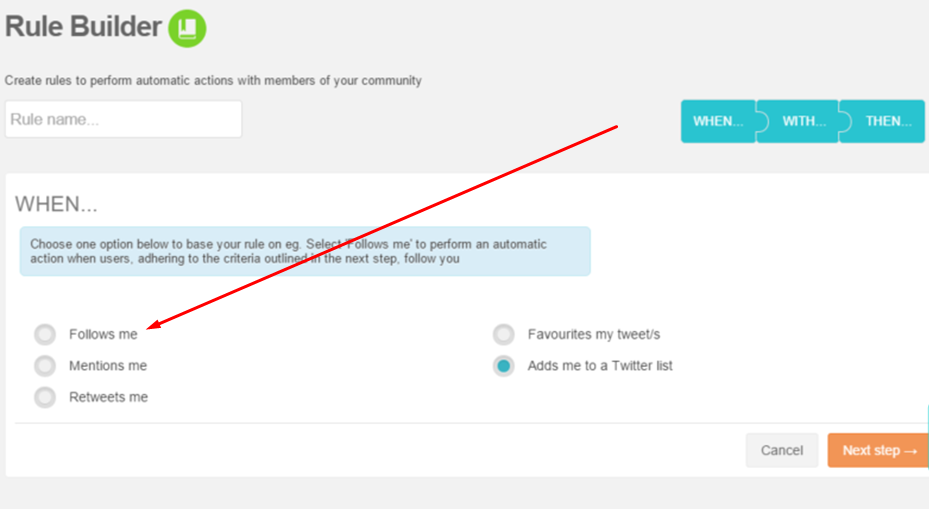 Rule Builder
Create rules to perform automatic actions with members of your community
Rule name...
WHEN...
WITH...
THEN...
WHEN...
Choose one option below to base your rule on eg. Select 'Follows me' to perform an automatic
action when users, adhering to the criteria outlined in the next step, follow you
Follows me
Favourites my tweet/s
Mentions me
Adds me to a Twitter list
Retweets me
Cancel
Next step →